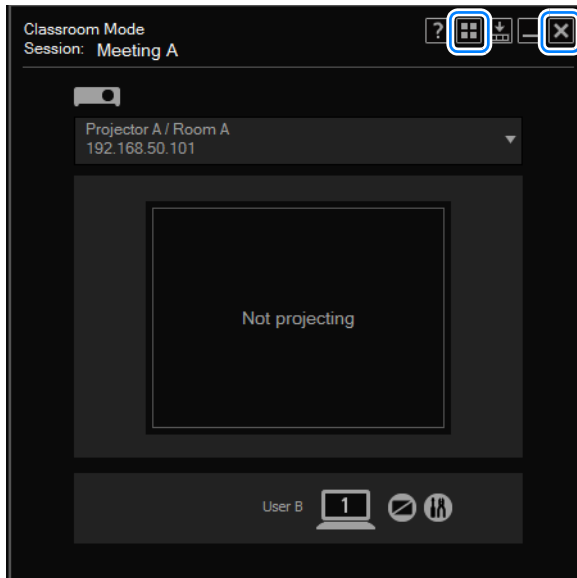 Classroom Mode
Session: Meeting A
?
Projector A / Room A
192.168.50.101
Not projecting
User B 1